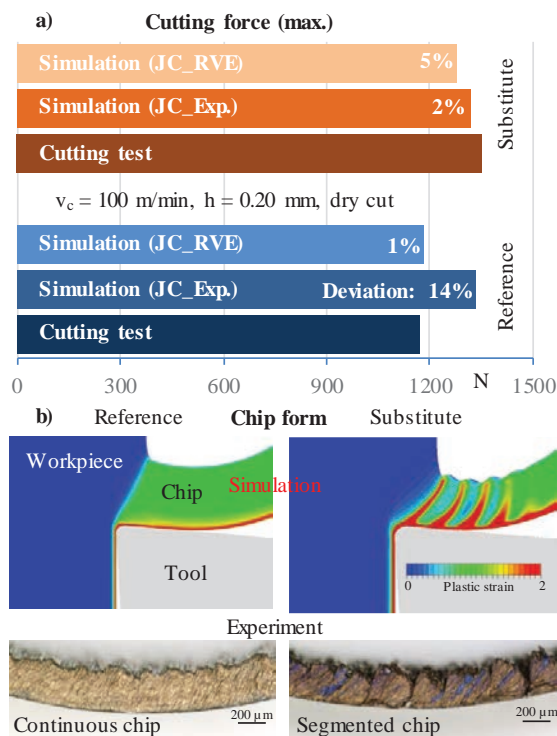 a) Cutting force (max.)
Simulation (JC_RVE) 5%
Simulation (JC_Exp.) 2%
Cutting test
Substitute
v_c = 100 m/min, h = 0.20 mm, dry cut
Simulation (JC_RVE) 1%
Simulation (JC_Exp.) Deviation: 14%
Cutting test
Reference
0 300 600 900 1200 N 1500
b) Reference Chip form Substitute
Workpiece
Chip
Simulation
Tool
0 Plastic strain 2
Experiment
Continuous chip 200 µm
Segmented chip 200 µm